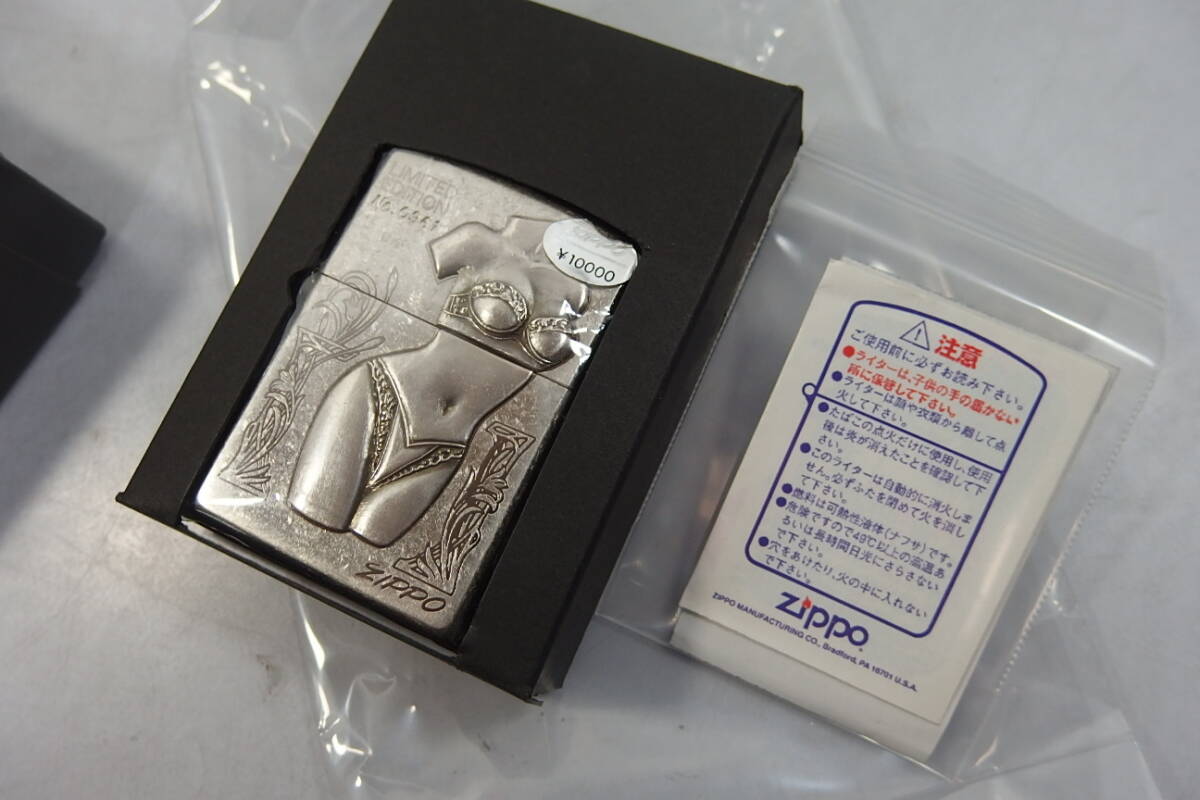 LIMITED
EDITION
Zippo
¥10000
ZIPPO
注意
ご使用前に必ずお読み下さい。
●ライターは、子供の手の届かない
所に保管して下さい。
●ライターは顔や衣類から離して点
火して下さい。
●たばこの点火だけに使用し、使用
後は炎が消えたことを確認して下
さい。
●このライターは自動的に消火しま
せん。必ずふたを閉めて火を消し
て下さい。
●燃料は可熱性液体(ナフサ)です。
●危険ですので49℃以上の高温あ
るいは長時間日光にさらさない
で下さい。
●穴をあけたり、火の中に入れない
で下さい。
Zippo
ZIPPO MANUFACTURING CO., Bradford, PA 16701 U.S.A.